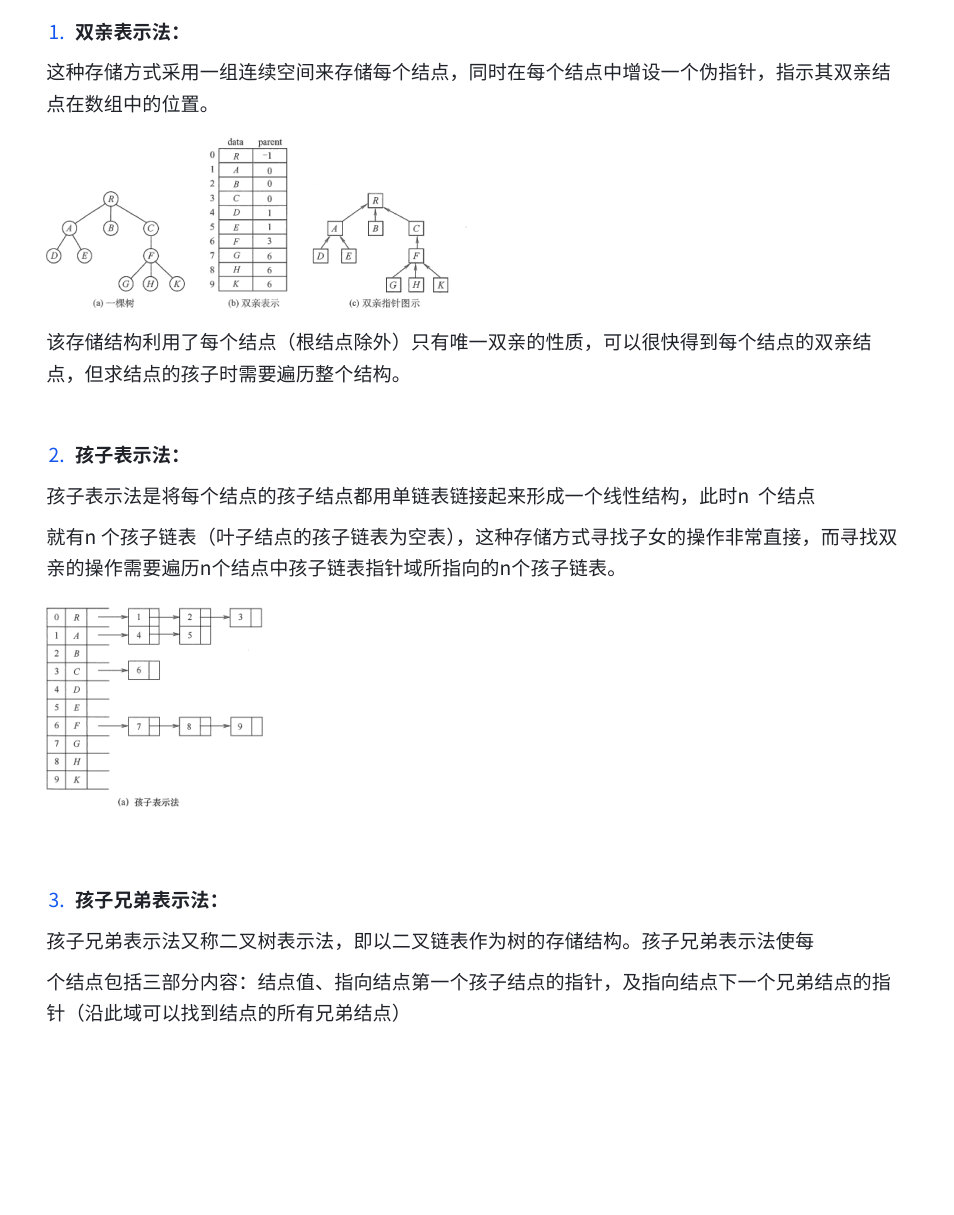 1. 双亲表示法：
这种存储方式采用一组连续空间来存储每个结点，同时在每个结点中增设一个伪指针，指示其双亲结
点在数组中的位置。
data parent
0 R -1
1 A 0
2 B 0
3 C 0
4 D 1
5 E 1
6 F 3
7 G 6
8 H 6
9 K 6
R
A B C
D E F
G H K
R
A B C
D E F
G H K
(a) 一棵树 (b) 双亲表示 (c) 双亲指针图示
该存储结构利用了每个结点（根结点除外）只有唯一双亲的性质，可以很快得到每个结点的双亲结
点，但求结点的孩子时需要遍历整个结构。
2. 孩子表示法：
孩子表示法是将每个结点的孩子结点都用单链表链接起来形成一个线性结构，此时n 个结点
就有n 个孩子链表（叶子结点的孩子链表为空表），这种存储方式寻找子女的操作非常直接，而寻找双
亲的操作需要遍历n个结点中孩子链表指针域所指向的n个孩子链表。
0 R 1 2 3
1 A 4 5
2 B
3 C 6
4 D
5 E
6 F 7 8 9
7 G
8 H
9 K
(a) 孩子表示法
3. 孩子兄弟表示法：
孩子兄弟表示法又称二叉树表示法，即以二叉链表作为树的存储结构。孩子兄弟表示法使每
个结点包括三部分内容：结点值、指向结点第一个孩子结点的指针，及指向结点下一个兄弟结点的指
针（沿此域可以找到结点的所有兄弟结点）